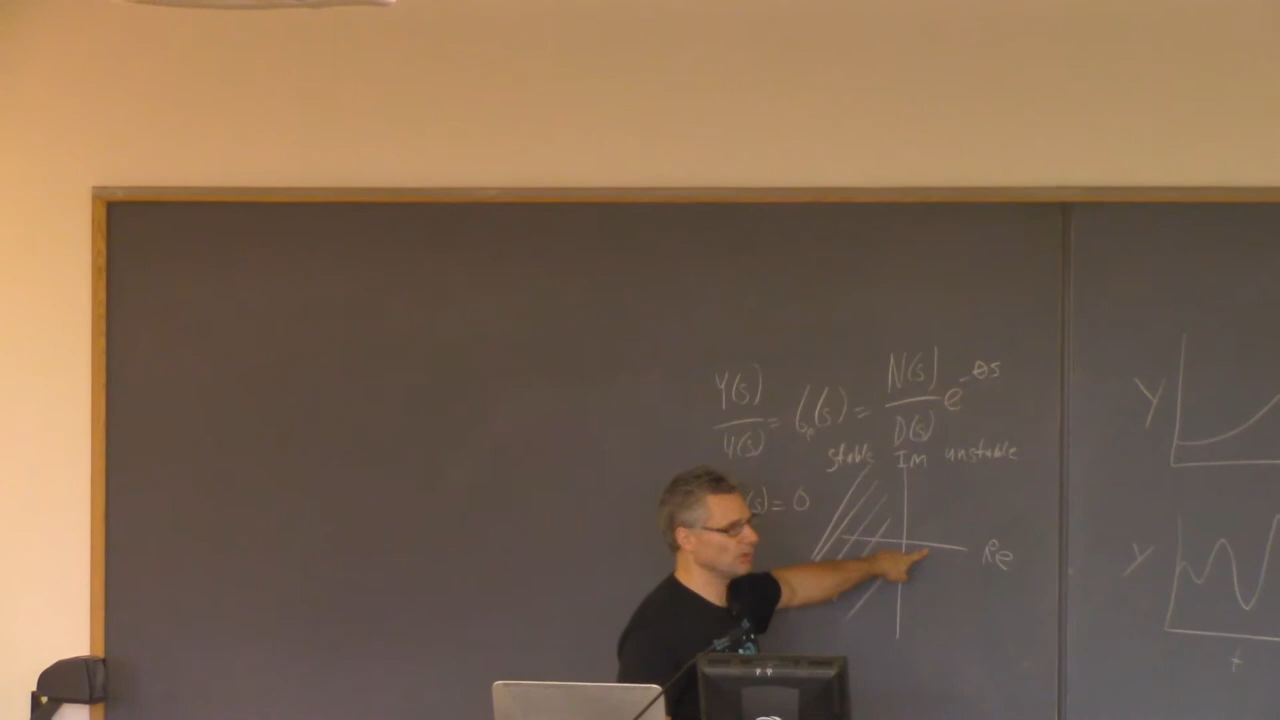 Y(s)/U(s) = Gp(s) = N(s)/D(s) e^-θs
stable Im unstable
(s) = 0
Re
Y
Y
t